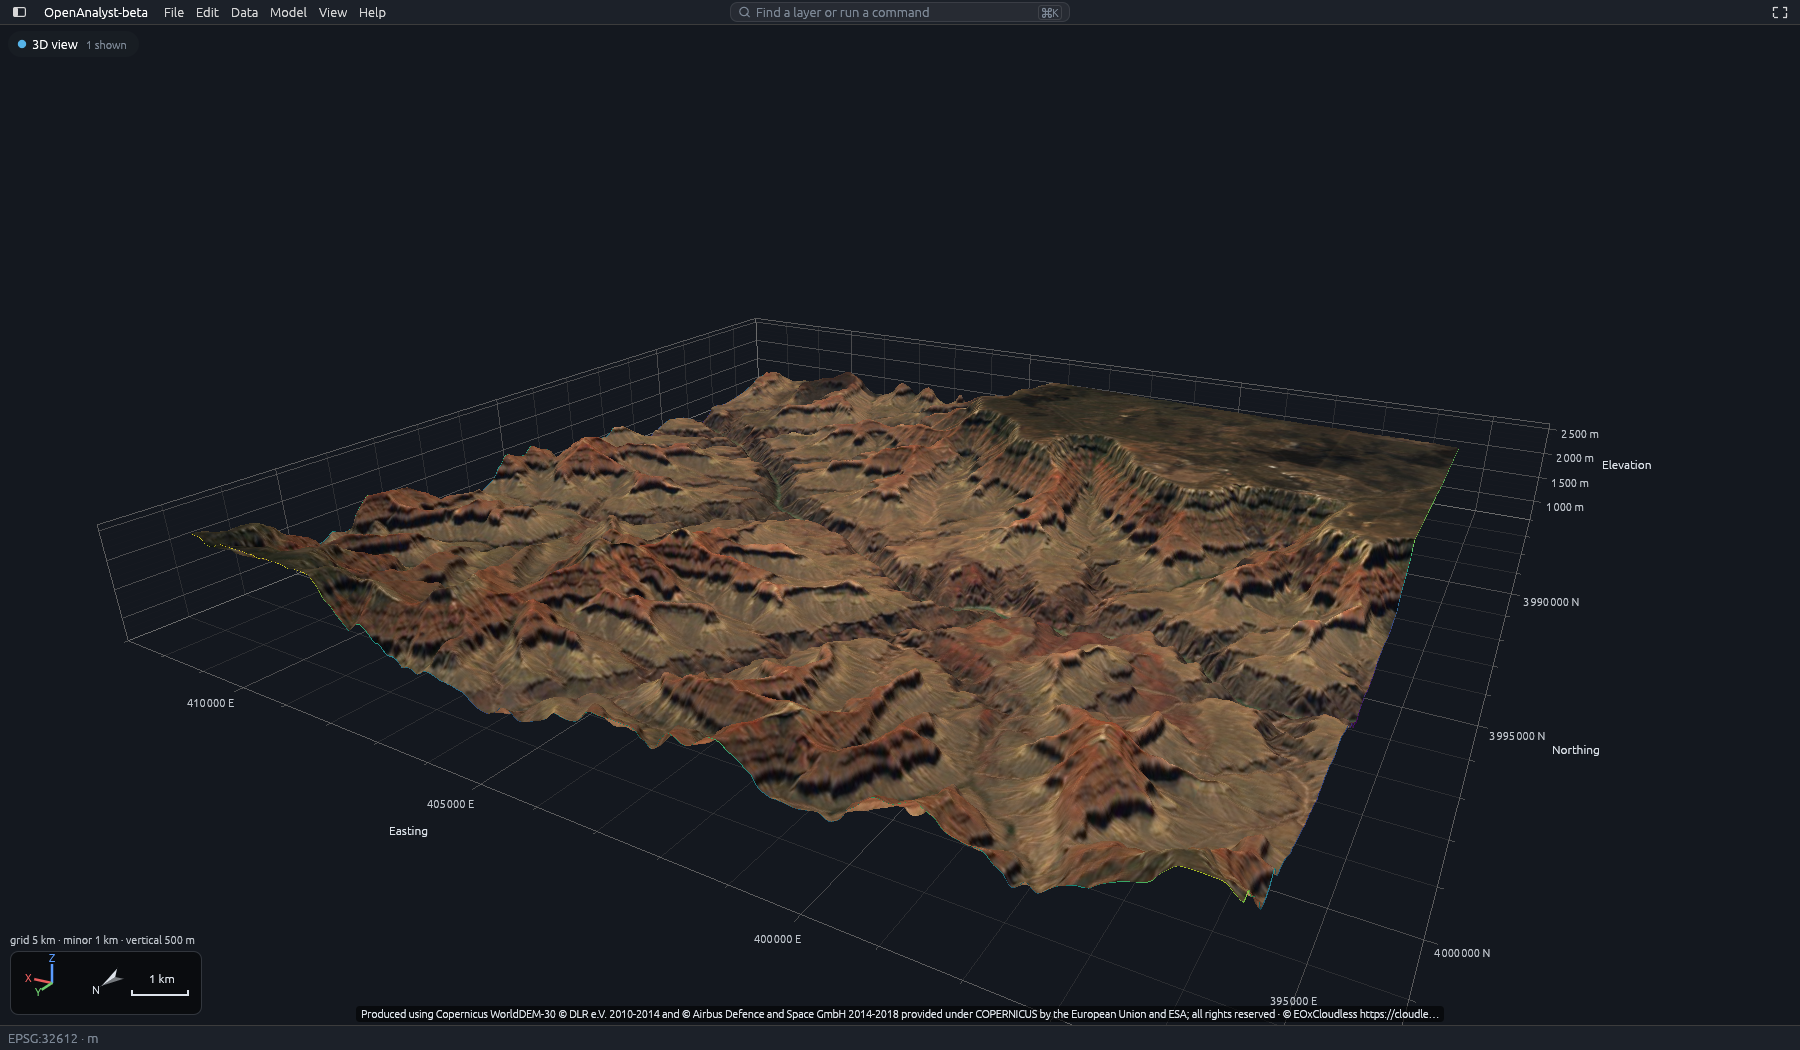 OpenAnalyst-beta File Edit Data Model View Help
Find a layer or run a command ⌘K
3D view 1 shown
2 500 m
2 000 m
Elevation
1 500 m
1 000 m
3 990 000 N
410 000 E
3 995 000 N
Northing
405 000 E
Easting
400 000 E
4 000 000 N
395 000 E
grid 5 km · minor 1 km · vertical 500 m
Z
X
Y
N
1 km
Produced using Copernicus WorldDEM-30 © DLR e.V. 2010-2014 and © Airbus Defence and Space GmbH 2014-2018 provided under COPERNICUS by the European Union and ESA; all rights reserved · © EOxCloudless https://cloudle…
EPSG:32612 · m